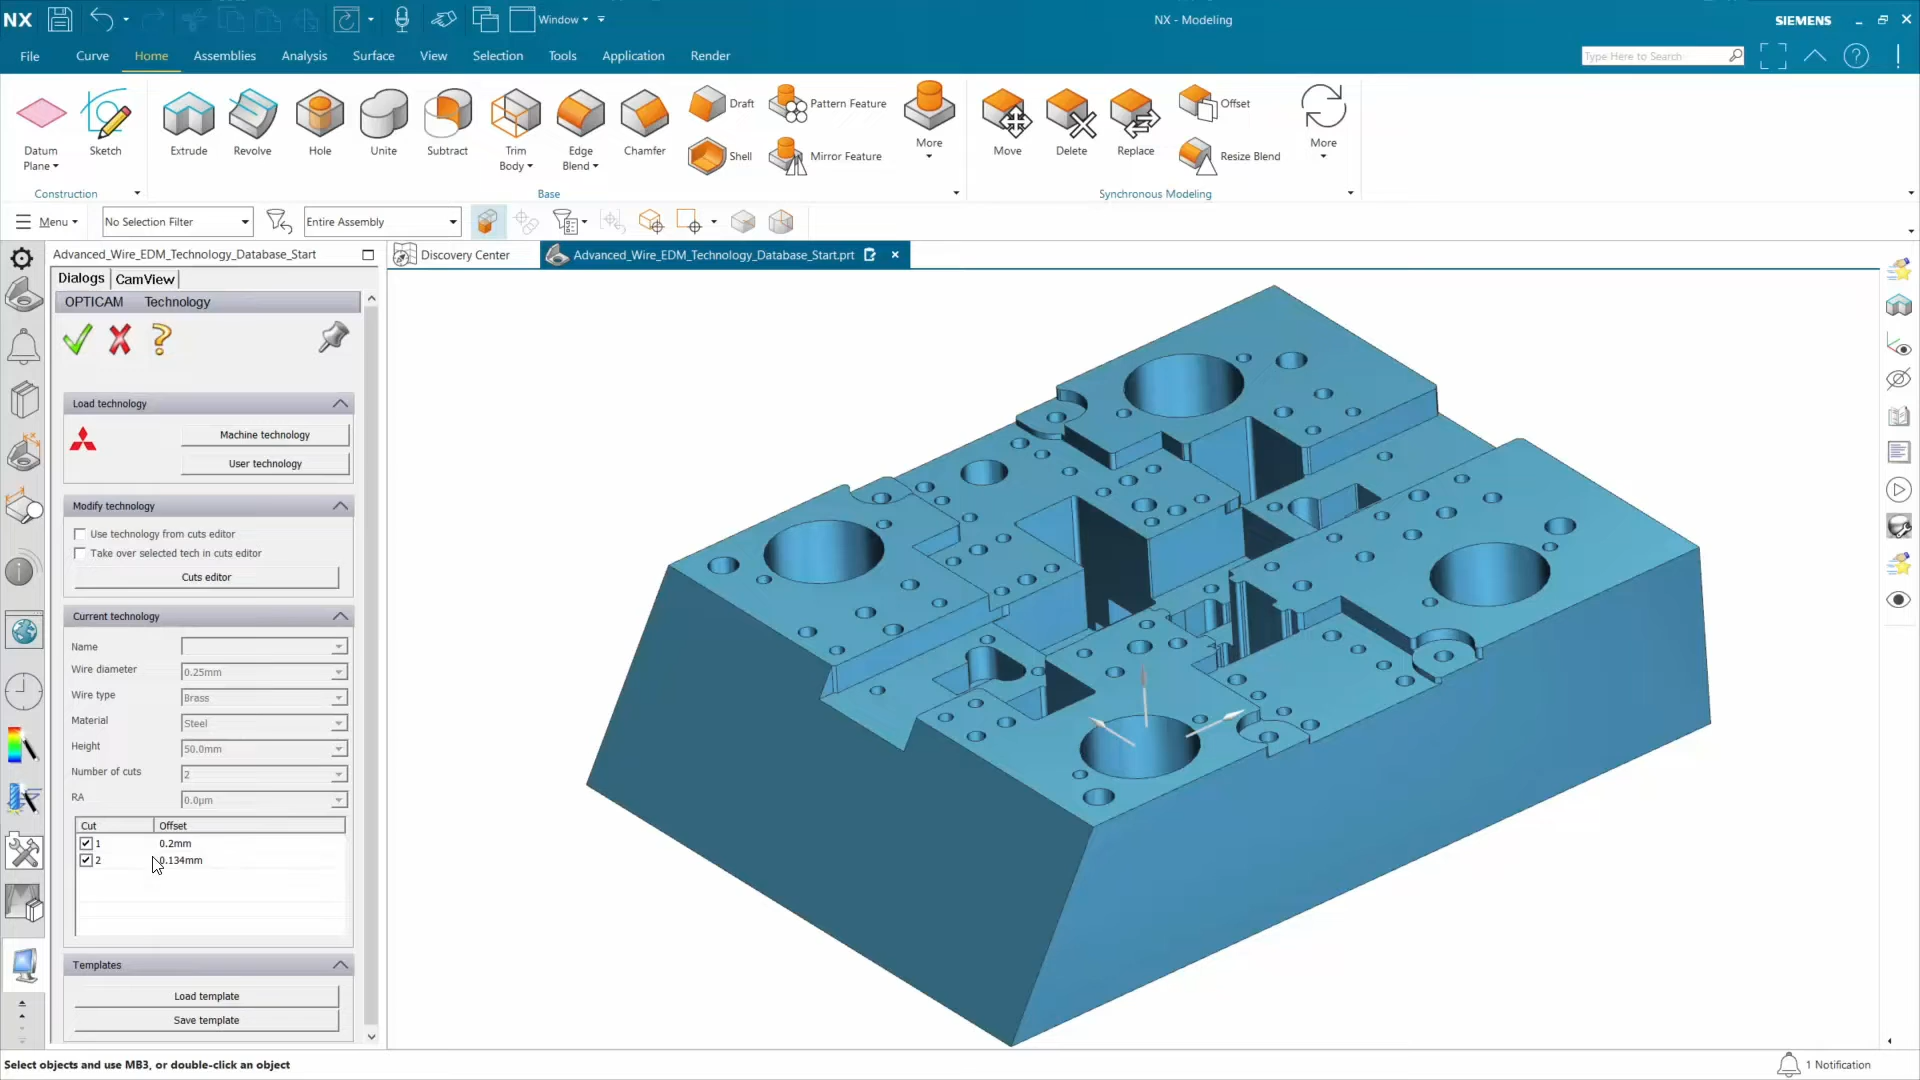 NX
Window
NX - Modeling
SIEMENS
File
Curve
Home
Assemblies
Analysis
Surface
View
Selection
Tools
Application
Render
Type Here to Search
Datum
Plane
Sketch
Extrude
Revolve
Hole
Unite
Subtract
Trim
Body
Edge
Blend
Chamfer
Draft
Shell
Pattern Feature
Mirror Feature
More
Move
Delete
Replace
Offset
Resize Blend
More
Construction
Base
Synchronous Modeling
Menu
No Selection Filter
Entire Assembly
Advanced_Wire_EDM_Technology_Database_Start
Discovery Center
Advanced_Wire_EDM_Technology_Database_Start.prt
Dialogs
CamView
OPTICAM Technology
Load technology
Machine technology
User technology
Modify technology
Use technology from cuts editor
Take over selected tech in cuts editor
Cuts editor
Current technology
Name
Wire diameter 0.25mm
Wire type Brass
Material Steel
Height 50.0mm
Number of cuts 2
RA 0.0µm
Cut Offset
1 0.2mm
2 0.134mm
Templates
Load template
Save template
Select objects and use MB3, or double-click an object
1 Notification